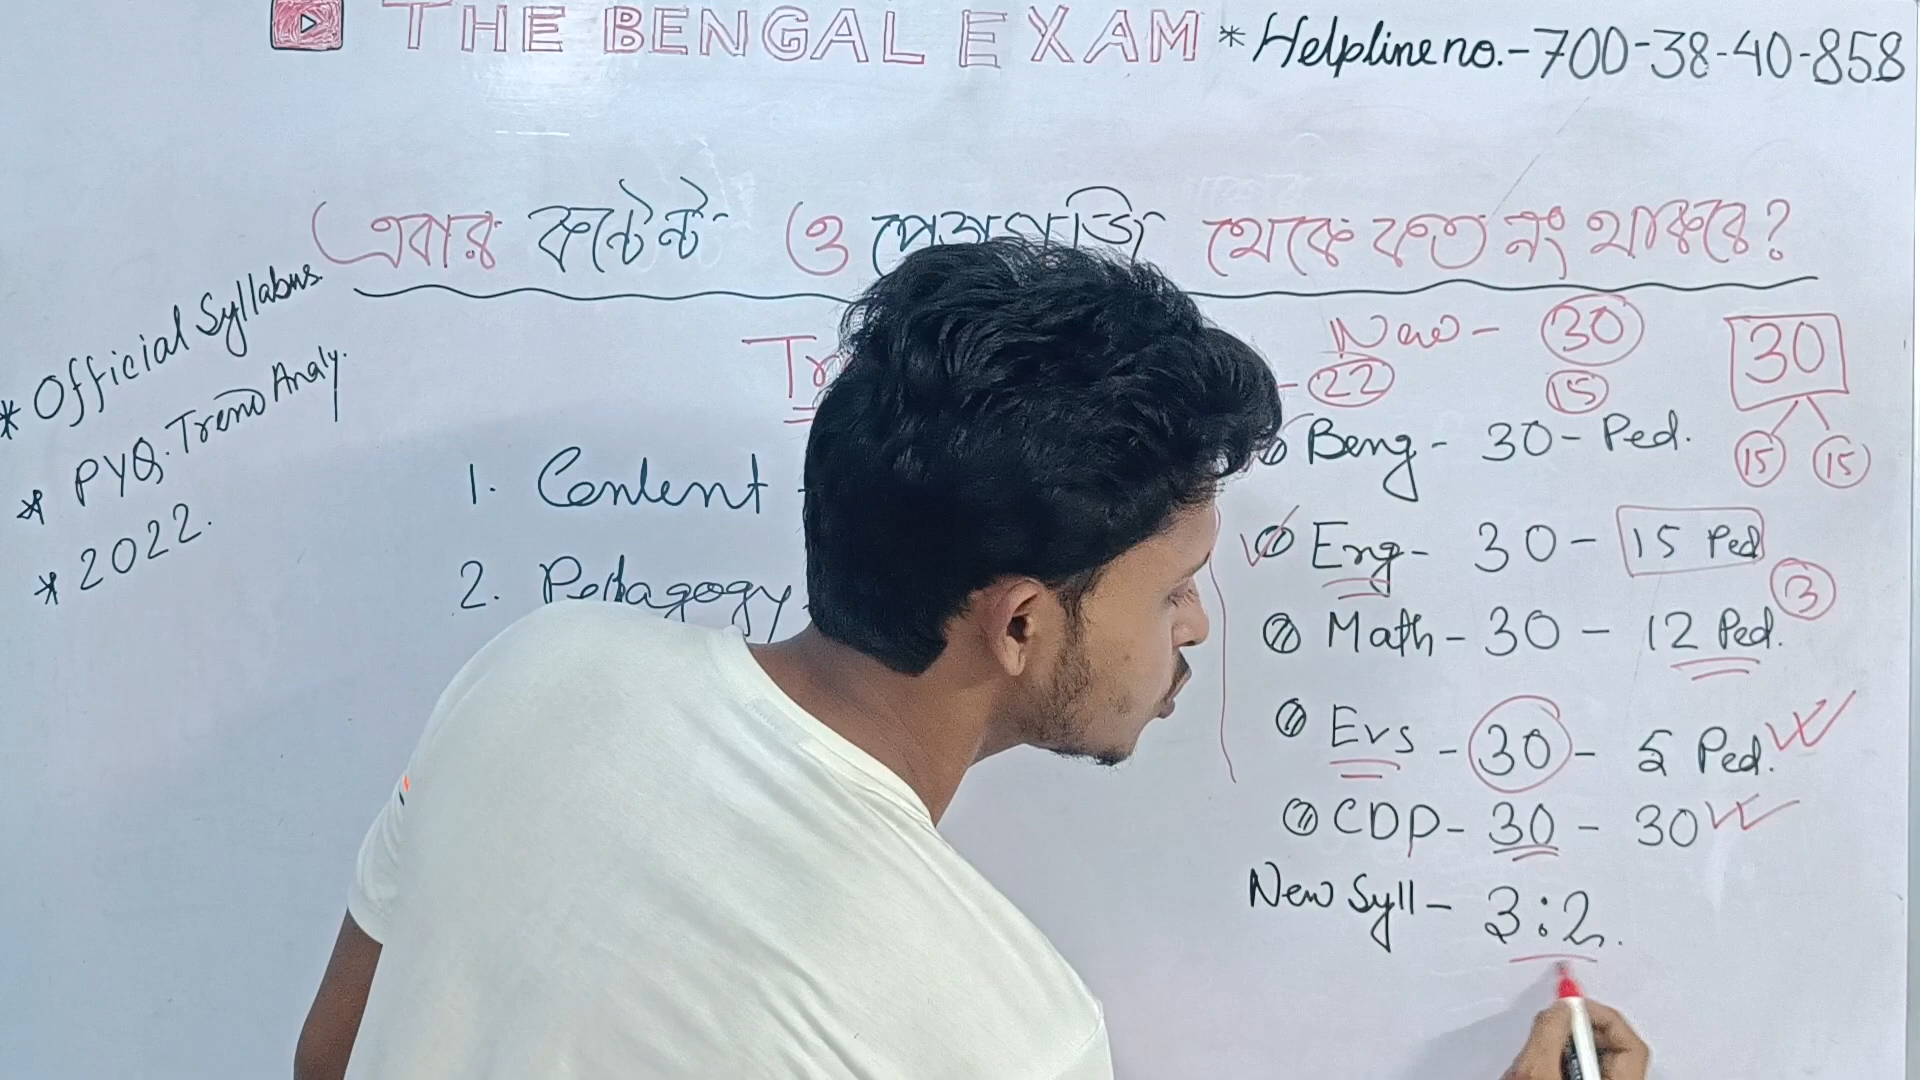 THE BENGAL EXAM * Helpline no.-700-38-40-858
এবার কন্টেন্ট ও পেডাগজি থেকে কত নং থাকবে?
* Official Syllabus.
* PYQ. Trend Analy.
* 2022.
1. Content -
2. Pedagogy
New - 30
- 22 15
30
15 15
Beng - 30 - Ped.
Eng - 30 - 15 Ped
3
Math - 30 - 12 Ped.
Evs - 30 - 5 Ped.
CDP - 30 - 30
New Syll - 3:2.